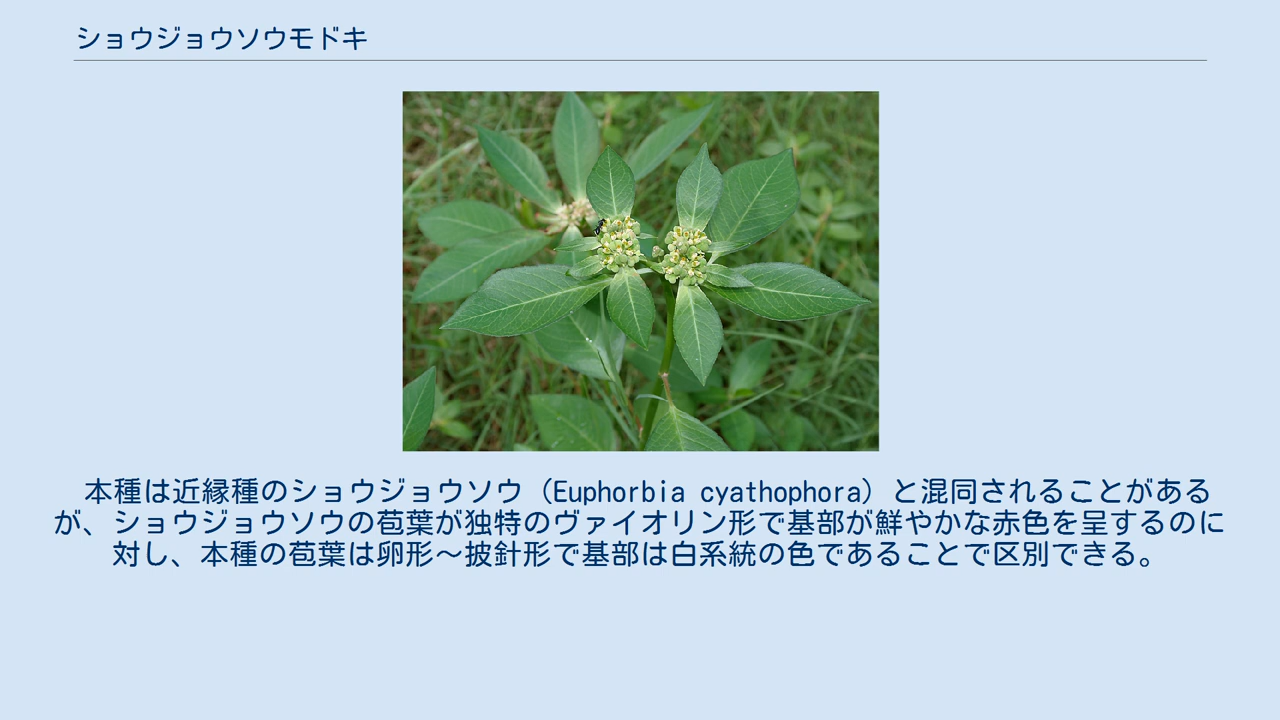 ショウジョウソウモドキ
本種は近縁種のショウジョウソウ（Euphorbia cyathophora）と混同されることがある
が、ショウジョウソウの苞葉が独特のヴァイオリン形で基部が鮮やかな赤色を呈するのに
対し、本種の苞葉は卵形～披針形で基部は白系統の色であることで区別できる。